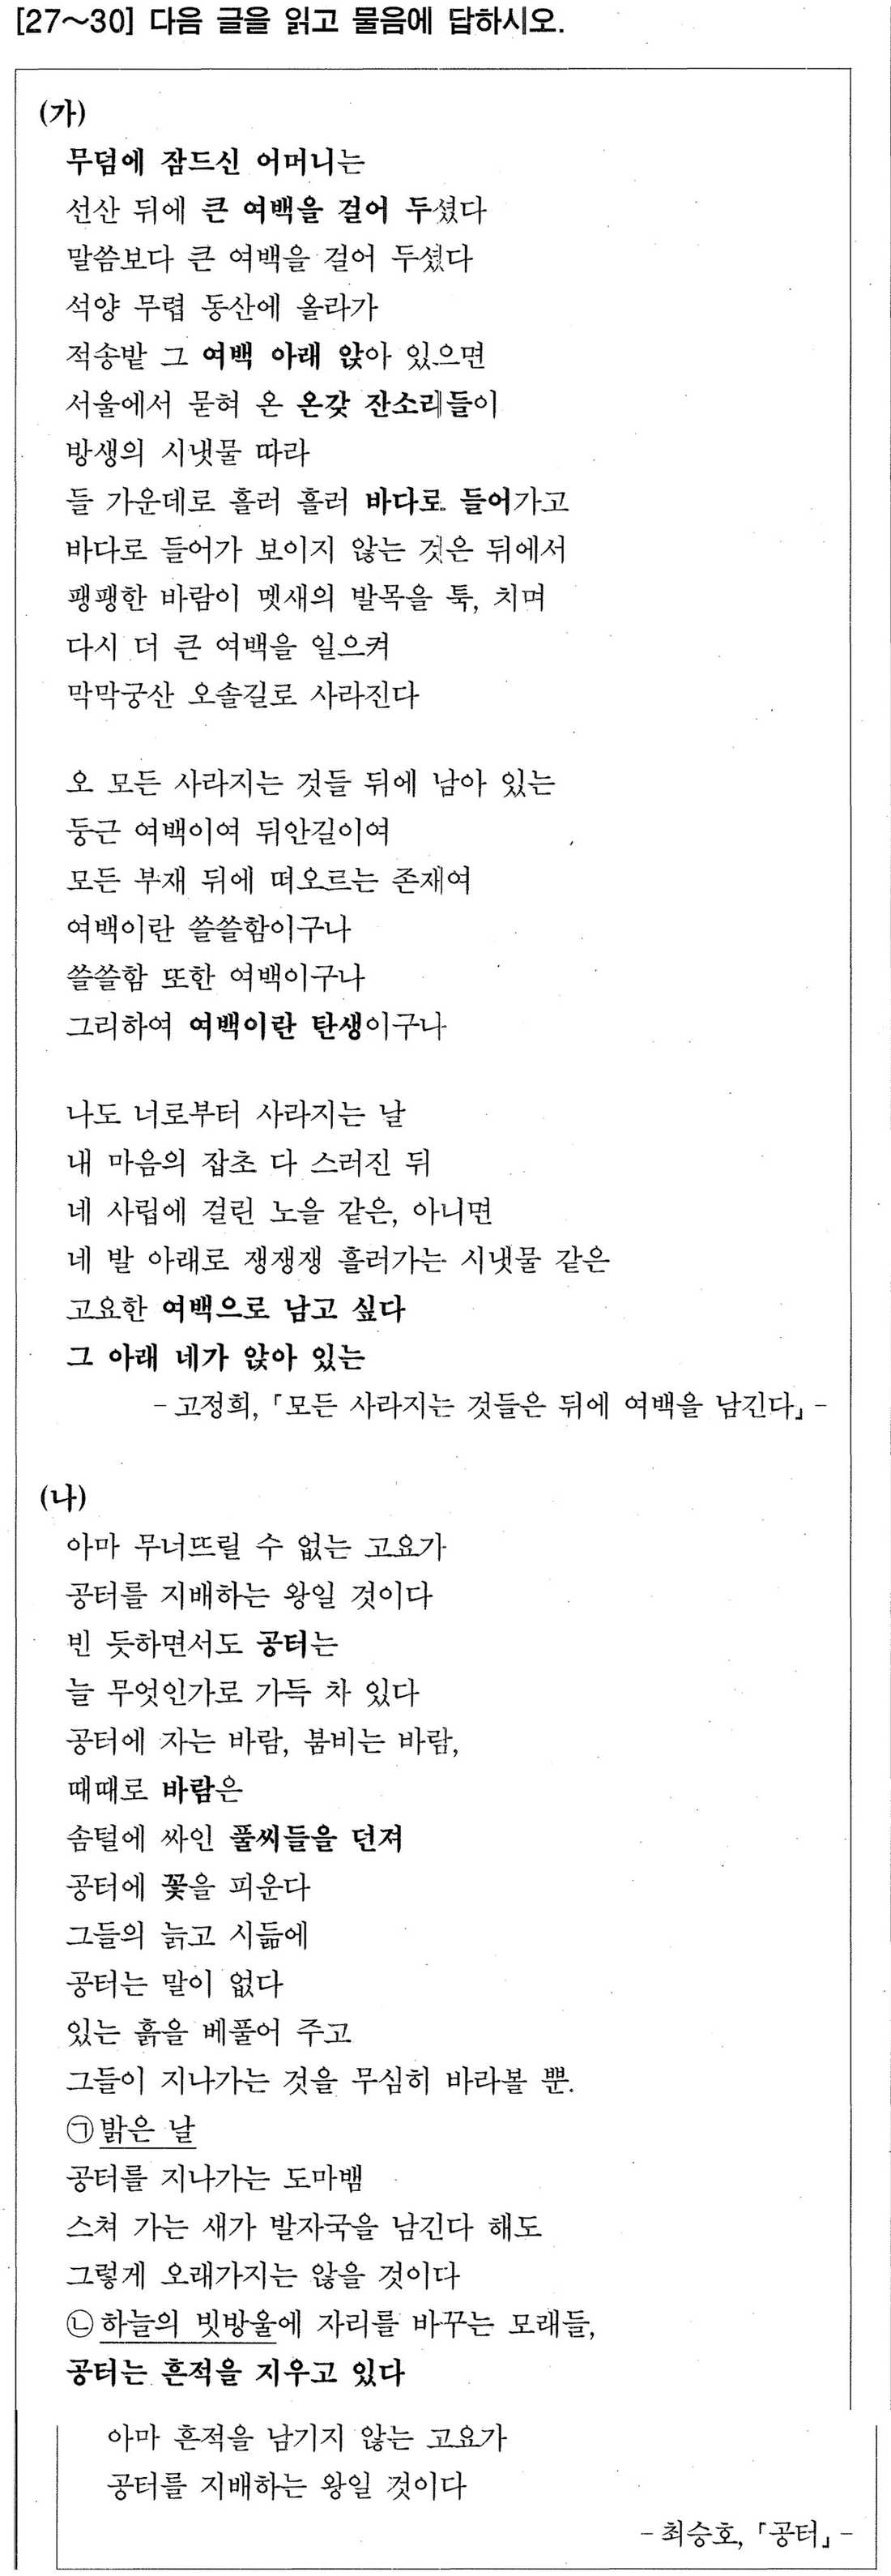 [27~30] 다음 글을 읽고 물음에 답하시오.
(가)
무덤에 잠드신 어머니는
선산 뒤에 큰 여백을 걸어 두셨다
말씀보다 큰 여백을 걸어 두셨다
석양 무렵 동산에 올라가
적송밭 그 여백 아래 앉아 있으면
서울에서 묻혀 온 온갖 잔소리들이
방생의 시냇물 따라
들 가운데로 흘러 흘러 바다로 들어가고
바다로 들어가 보이지 않는 것은 뒤에서
팽팽한 바람이 멧새의 발목을 툭, 치며
다시 더 큰 여백을 일으켜
막막궁산 오솔길로 사라진다
오 모든 사라지는 것들 뒤에 남아 있는
둥근 여백이여 뒤안길이여
모든 부재 뒤에 떠오르는 존재여
여백이란 쓸쓸함이구나
쓸쓸함 또한 여백이구나
그리하여 여백이란 탄생이구나
나도 너로부터 사라지는 날
내 마음의 잡초 다 스러진 뒤
네 사립에 걸린 노을 같은, 아니면
네 발 아래로 쟁쟁쟁 흘러가는 시냇물 같은
고요한 여백으로 남고 싶다
그 아래 네가 앉아 있는
- 고정희, 「모든 사라지는 것들은 뒤에 여백을 남긴다」 -
(나)
아마 무너뜨릴 수 없는 고요가
공터를 지배하는 왕일 것이다
빈 듯하면서도 공터는
늘 무엇인가로 가득 차 있다
공터에 자는 바람, 붐비는 바람,
때때로 바람은
솜털에 싸인 풀씨들을 던져
공터에 꽃을 피운다
그들의 늙고 시듦에
공터는 말이 없다
있는 흙을 베풀어 주고
그들이 지나가는 것을 무심히 바라볼 뿐.
㉠밝은 날
공터를 지나가는 도마뱀
스쳐 가는 새가 발자국을 남긴다 해도
그렇게 오래가지는 않을 것이다
㉡하늘의 빗방울에 자리를 바꾸는 모래들,
공터는 흔적을 지우고 있다
아마 흔적을 남기지 않는 고요가
공터를 지배하는 왕일 것이다
- 최승호, 「공터」 -